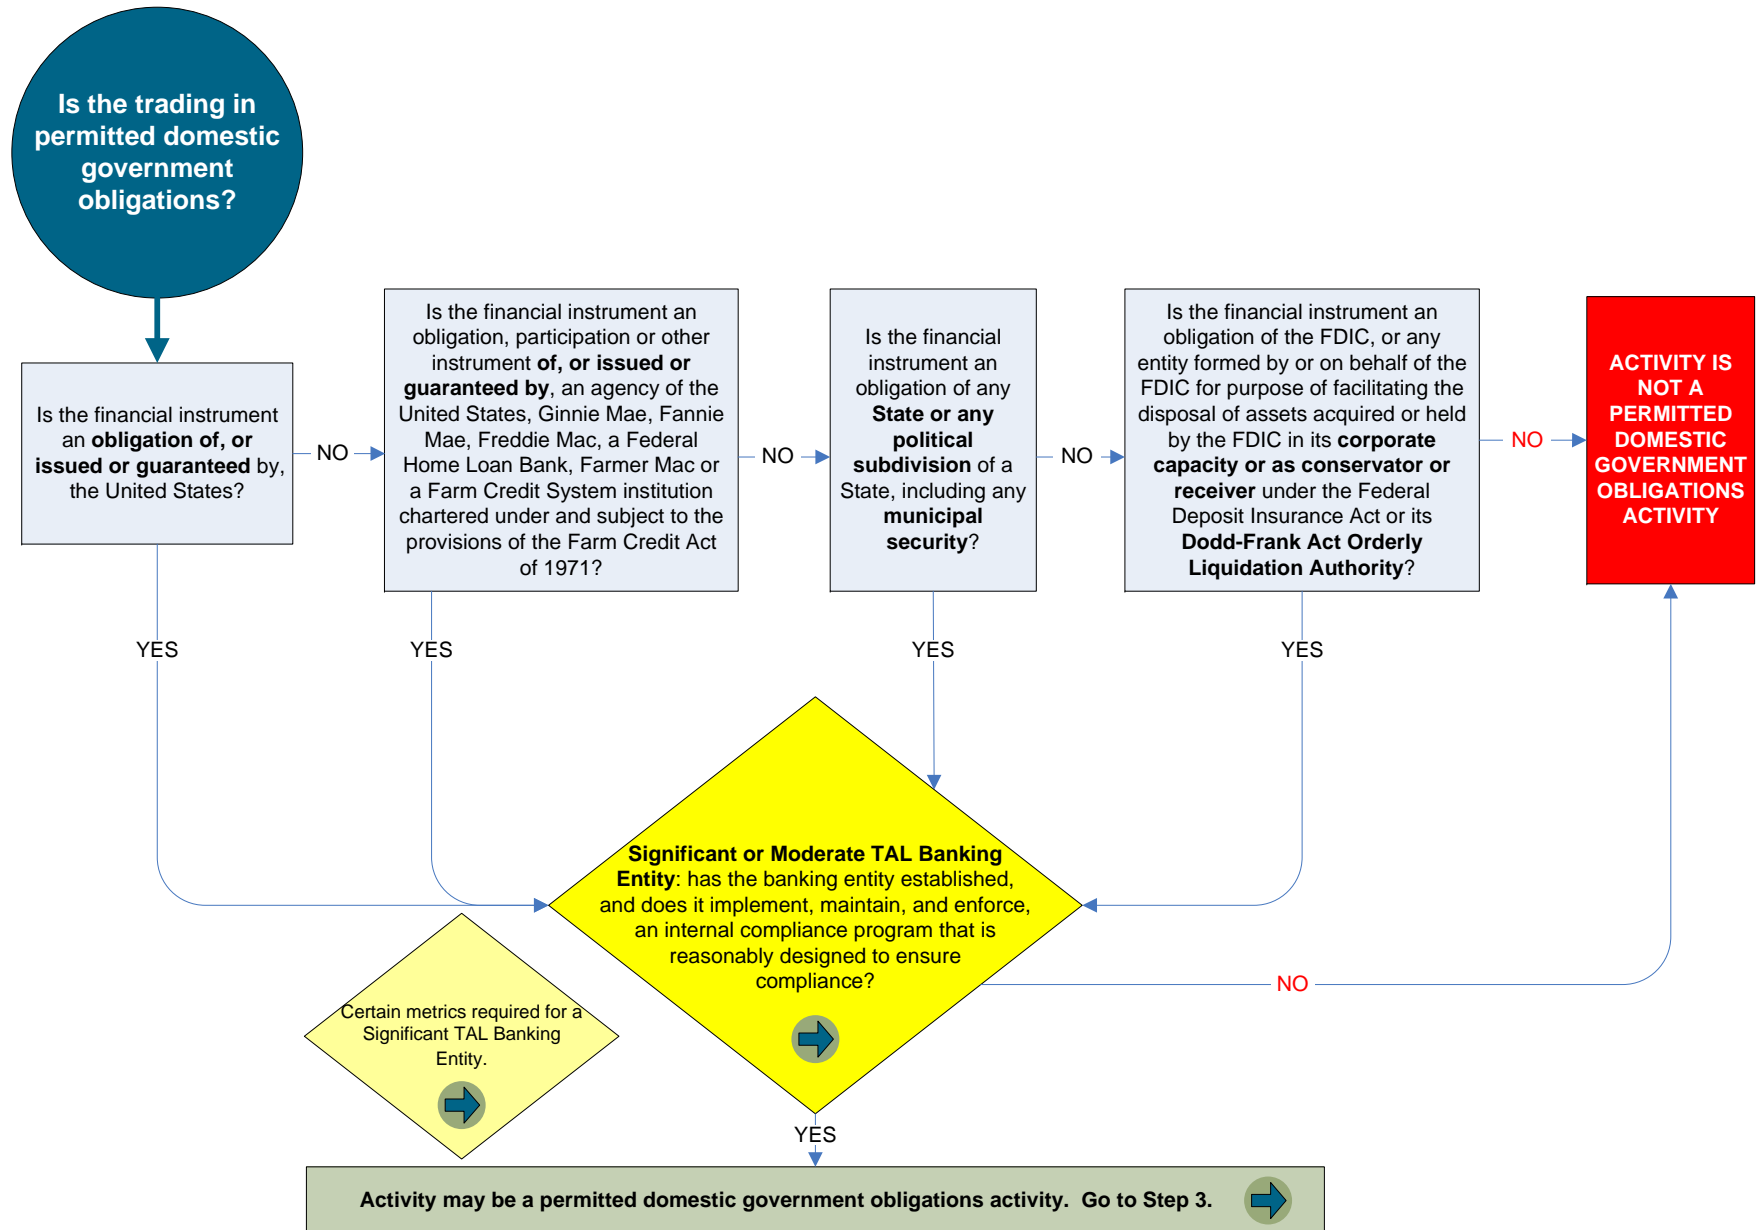 Is the trading in
permitted domestic
government
obligations?
Is the financial instrument
an obligation of, or
issued or guaranteed by,
the United States?
NO
Is the financial instrument an
obligation, participation or other
instrument of, or issued or
guaranteed by, an agency of the
United States, Ginnie Mae, Fannie
Mae, Freddie Mac, a Federal
Home Loan Bank, Farmer Mac or
a Farm Credit System institution
chartered under and subject to the
provisions of the Farm Credit Act
of 1971?
NO
Is the financial
instrument an
obligation of any
State or any
political
subdivision of a
State, including any
municipal
security?
NO
Is the financial instrument an
obligation of the FDIC, or any
entity formed by or on behalf of the
FDIC for purpose of facilitating the
disposal of assets acquired or held
by the FDIC in its corporate
capacity or as conservator or
receiver under the Federal
Deposit Insurance Act or its
Dodd-Frank Act Orderly
Liquidation Authority?
NO
ACTIVITY IS
NOT A
PERMITTED
DOMESTIC
GOVERNMENT
OBLIGATIONS
ACTIVITY
YES
YES
YES
YES
Significant or Moderate TAL Banking
Entity: has the banking entity established,
and does it implement, maintain, and enforce,
an internal compliance program that is
reasonably designed to ensure
compliance?
NO
Certain metrics required for a
Significant TAL Banking
Entity.
YES
Activity may be a permitted domestic government obligations activity.  Go to Step 3.